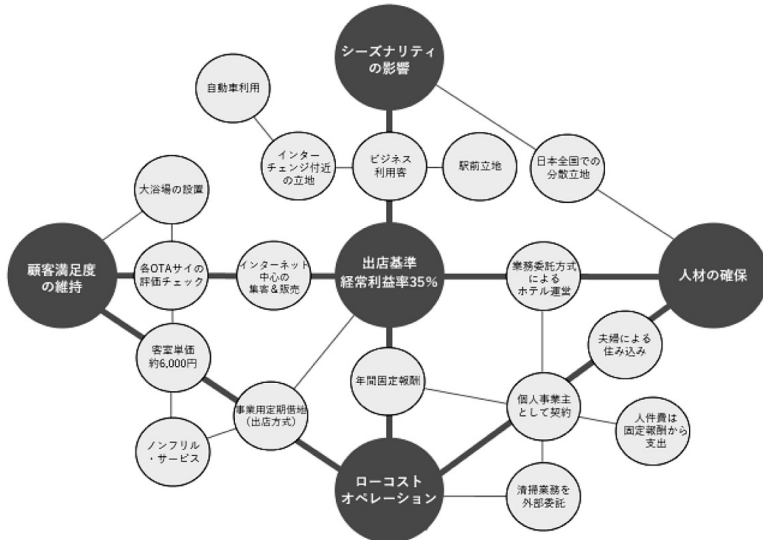 シーズナリティ
の影響
自動車利用
インター
チェンジ付近
の立地
ビジネス
利用客
駅前立地
日本全国での
分散立地
大浴場の設置
顧客満足度
の維持
各OTAサイの
評価チェック
インターネット
中心の
集客&販売
出店基準
経常利益率35%
業務委託方式
による
ホテル運営
人材の確保
客室単価
約6,000円
夫婦による
住み込み
年間固定報酬
事業用定期借地
（出店方式）
個人事業主
として契約
人件費は
固定報酬から
支出
ノンフリル
・サービス
ローコスト
オペレーション
清掃業務を
外部委託